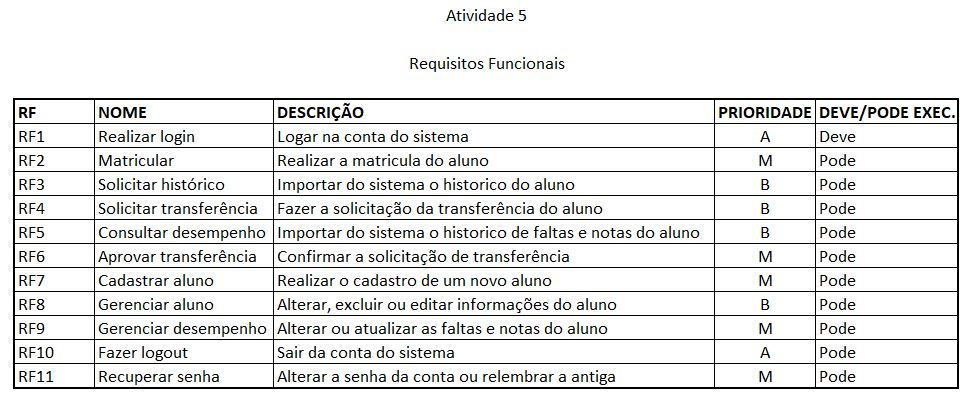 Atividade 5
Requisitos Funcionais
RF NOME DESCRIÇÃO PRIORIDADE DEVE/PODE EXEC.
RF1 Realizar login Logar na conta do sistema A Deve
RF2 Matricular Realizar a matricula do aluno M Pode
RF3 Solicitar histórico Importar do sistema o historico do aluno B Pode
RF4 Solicitar transferência Fazer a solicitação da transferência do aluno B Pode
RF5 Consultar desempenho Importar do sistema o historico de faltas e notas do aluno B Pode
RF6 Aprovar transferência Confirmar a solicitação de transferência M Pode
RF7 Cadastrar aluno Realizar o cadastro de um novo aluno M Pode
RF8 Gerenciar aluno Alterar, excluir ou editar informações do aluno B Pode
RF9 Gerenciar desempenho Alterar ou atualizar as faltas e notas do aluno M Pode
RF10 Fazer logout Sair da conta do sistema A Pode
RF11 Recuperar senha Alterar a senha da conta ou relembrar a antiga M Pode